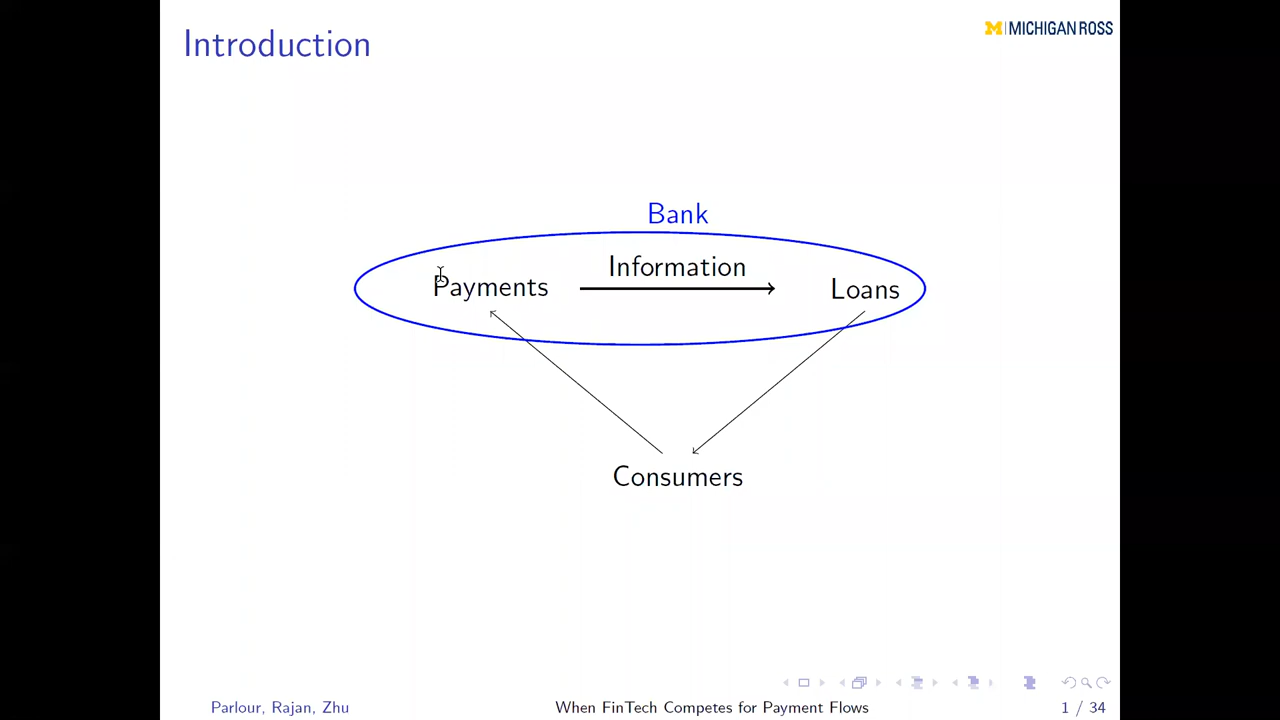 Introduction
M|MICHIGAN ROSS
Bank
Information
Payments
Loans
Consumers
Parlour, Rajan, Zhu
When FinTech Competes for Payment Flows
1 / 34